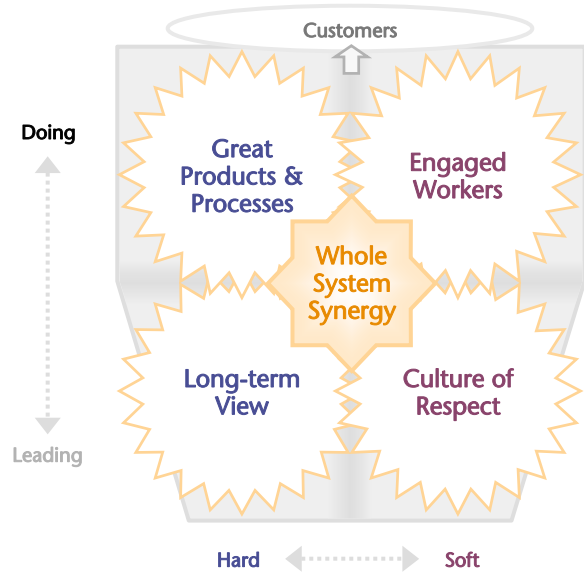 Customers
Doing
Great
Products &
Processes
Engaged
Workers
Whole
System
Synergy
Long-term
View
Culture of
Respect
Leading
Hard
Soft